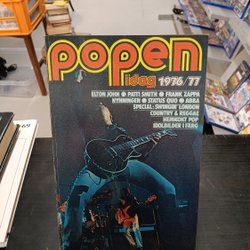 popen
idag 1976/77
ELTON JOHN • PATTI SMITH • FRANK ZAPPA
NYHNINGEN • STATUS QUO • ABBA
SPECIAL: SWINGIN' LONDON
COUNTRY & REGGAE
HEMMAGT POP
IDOLBILDER I FÄRG